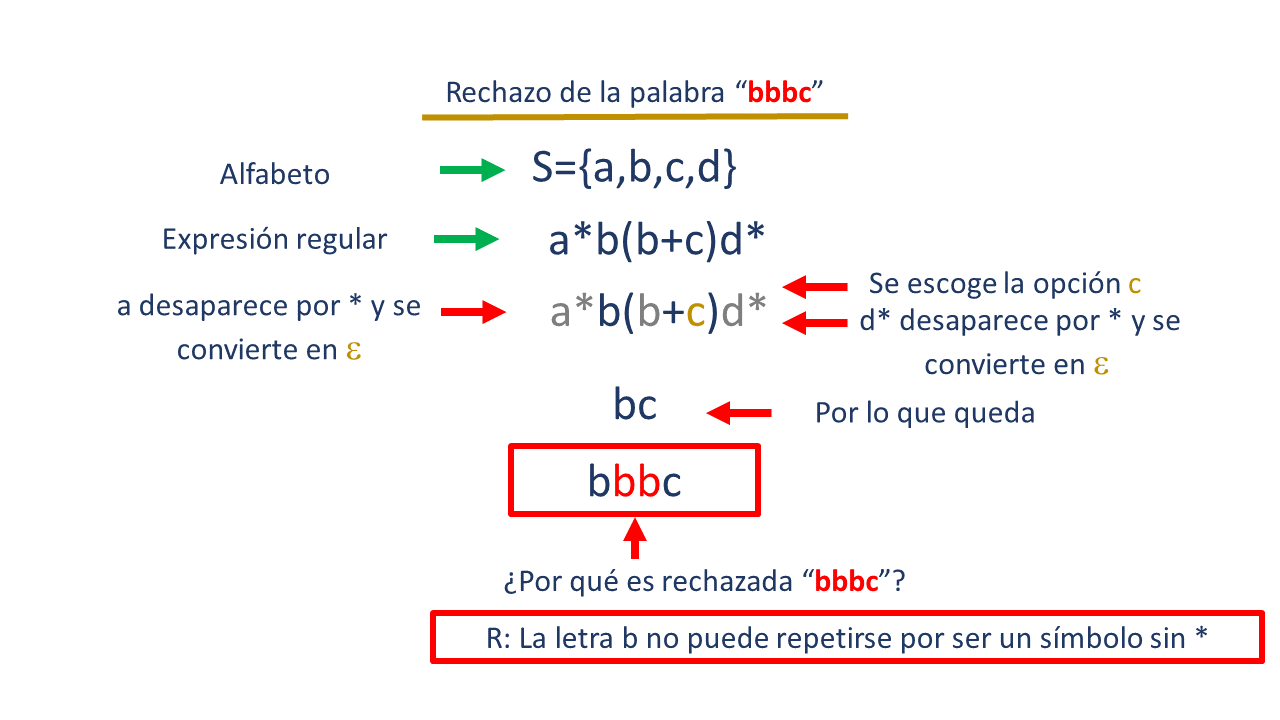 Rechazo de la palabra “bbbc”
Alfabeto
S={a,b,c,d}
Expresión regular
a*b(b+c)d*
a desaparece por * y se
convierte en ε
a*b(b+c)d*
Se escoge la opción c
d* desaparece por * y se
convierte en ε
bc
Por lo que queda
bbbc
¿Por qué es rechazada “bbbc”?
R: La letra b no puede repetirse por ser un símbolo sin *